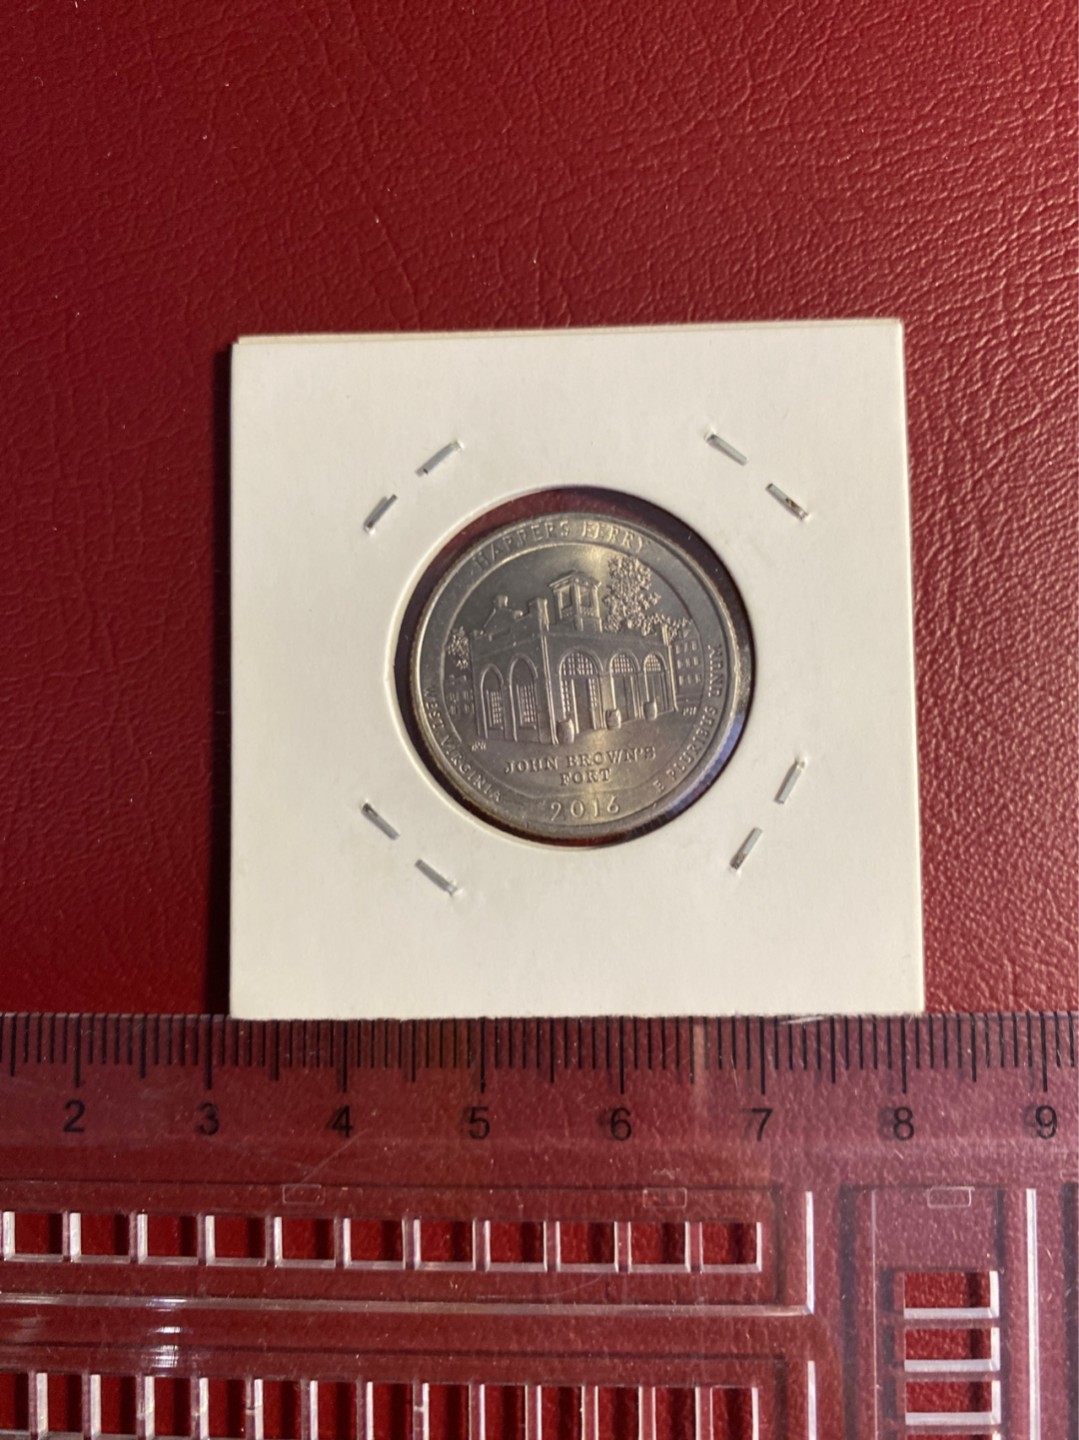 HARPERS FERRY
WEST VIRGINIA
JOHN BROWN'S
FORT
2016
E PLURIBUS UNUM
2 3 4 5 6 7 8 9